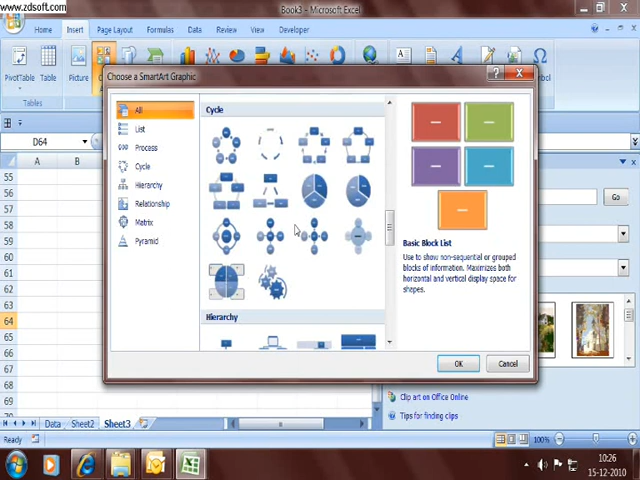 www.zdsoft.com
Book3 - Microsoft Excel
Home Insert Page Layout Formulas Data Review View Developer
PivotTable Table Picture
Tables
Choose a SmartArt Graphic
D64
A B
55
56
57
58
59
60
61
62
63
64
65
66
67
68
69
All
List
Process
Cycle
Hierarchy
Relationship
Matrix
Pyramid
Cycle
Hierarchy
Basic Block List
Use to show non-sequential or grouped
blocks of information. Maximizes both
horizontal and vertical display space for
shapes.
OK Cancel
Go
Clip art on Office Online
Tips for finding clips
Data Sheet2 Sheet3
Ready
100%
10:26
15-12-2010